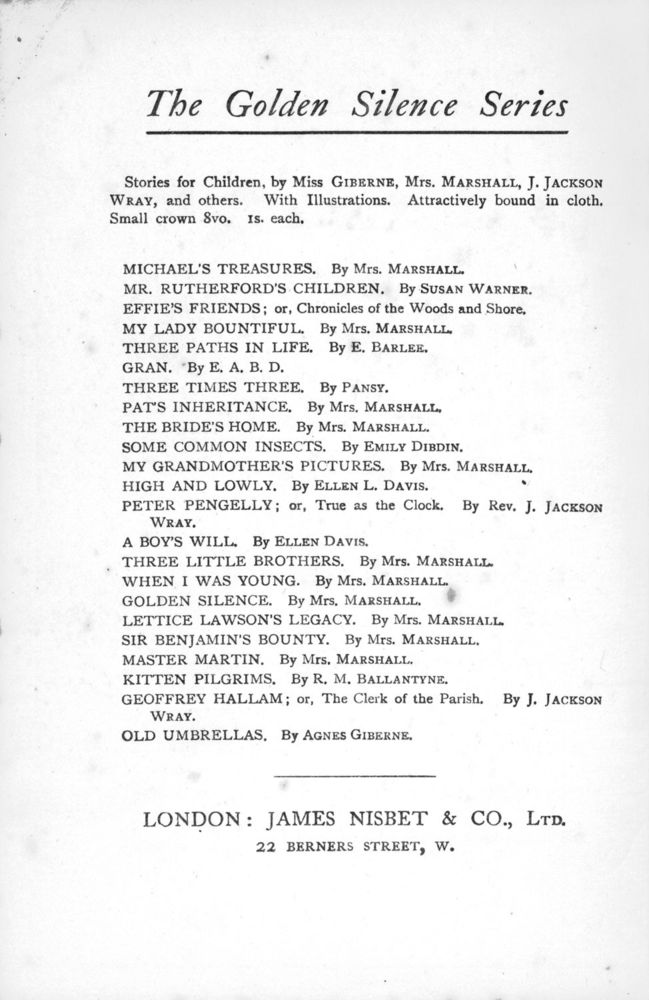 The Golden Silence Series
Stories for Children, by Miss GIBERNE, Mrs. MARSHALL, J. JACKSON
WRAY, and others. With Illustrations. Attractively bound in cloth.
Small crown 8vo. 1s. each.
MICHAEL'S TREASURES. By Mrs. MARSHALL.
MR. RUTHERFORD'S CHILDREN. By SUSAN WARNER.
EFFIE'S FRIENDS; or, Chronicles of the Woods and Shore.
MY LADY BOUNTIFUL. By Mrs. MARSHALL.
THREE PATHS IN LIFE. By E. BARLEE.
GRAN. By E. A. B. D.
THREE TIMES THREE. By PANSY.
PAT'S INHERITANCE. By Mrs. MARSHALL.
THE BRIDE'S HOME. By Mrs. MARSHALL.
SOME COMMON INSECTS. By EMILY DIBDIN.
MY GRANDMOTHER'S PICTURES. By Mrs. MARSHALL.
HIGH AND LOWLY. By ELLEN L. DAVIS.
PETER PENGELLY; or, True as the Clock. By Rev. J. JACKSON
WRAY.
A BOY'S WILL. By ELLEN DAVIS.
THREE LITTLE BROTHERS. By Mrs. MARSHALL.
WHEN I WAS YOUNG. By Mrs. MARSHALL.
GOLDEN SILENCE. By Mrs. MARSHALL.
LETTICE LAWSON'S LEGACY. By Mrs. MARSHALL.
SIR BENJAMIN'S BOUNTY. By Mrs. MARSHALL.
MASTER MARTIN. By Mrs. MARSHALL.
KITTEN PILGRIMS. By R. M. BALLANTYNE.
GEOFFREY HALLAM; or, The Clerk of the Parish. By J. JACKSON
WRAY.
OLD UMBRELLAS. By AGNES GIBERNE.
LONDON: JAMES NISBET & CO., LTD.
22 BERNERS STREET, W.